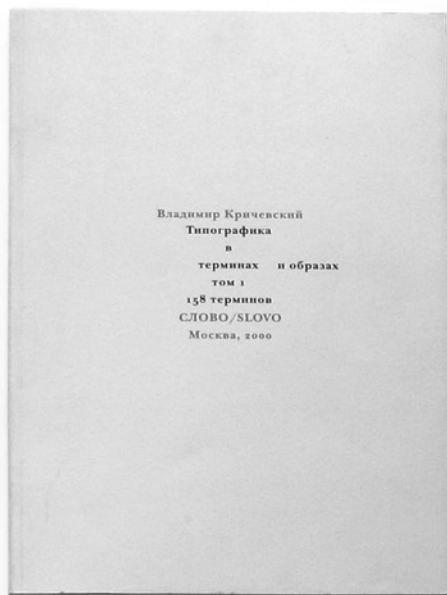 Владимир Кричевский
Типографика
в
терминах и образах
том 1
158 терминов
СЛОВО/SLOVO
Москва, 2000